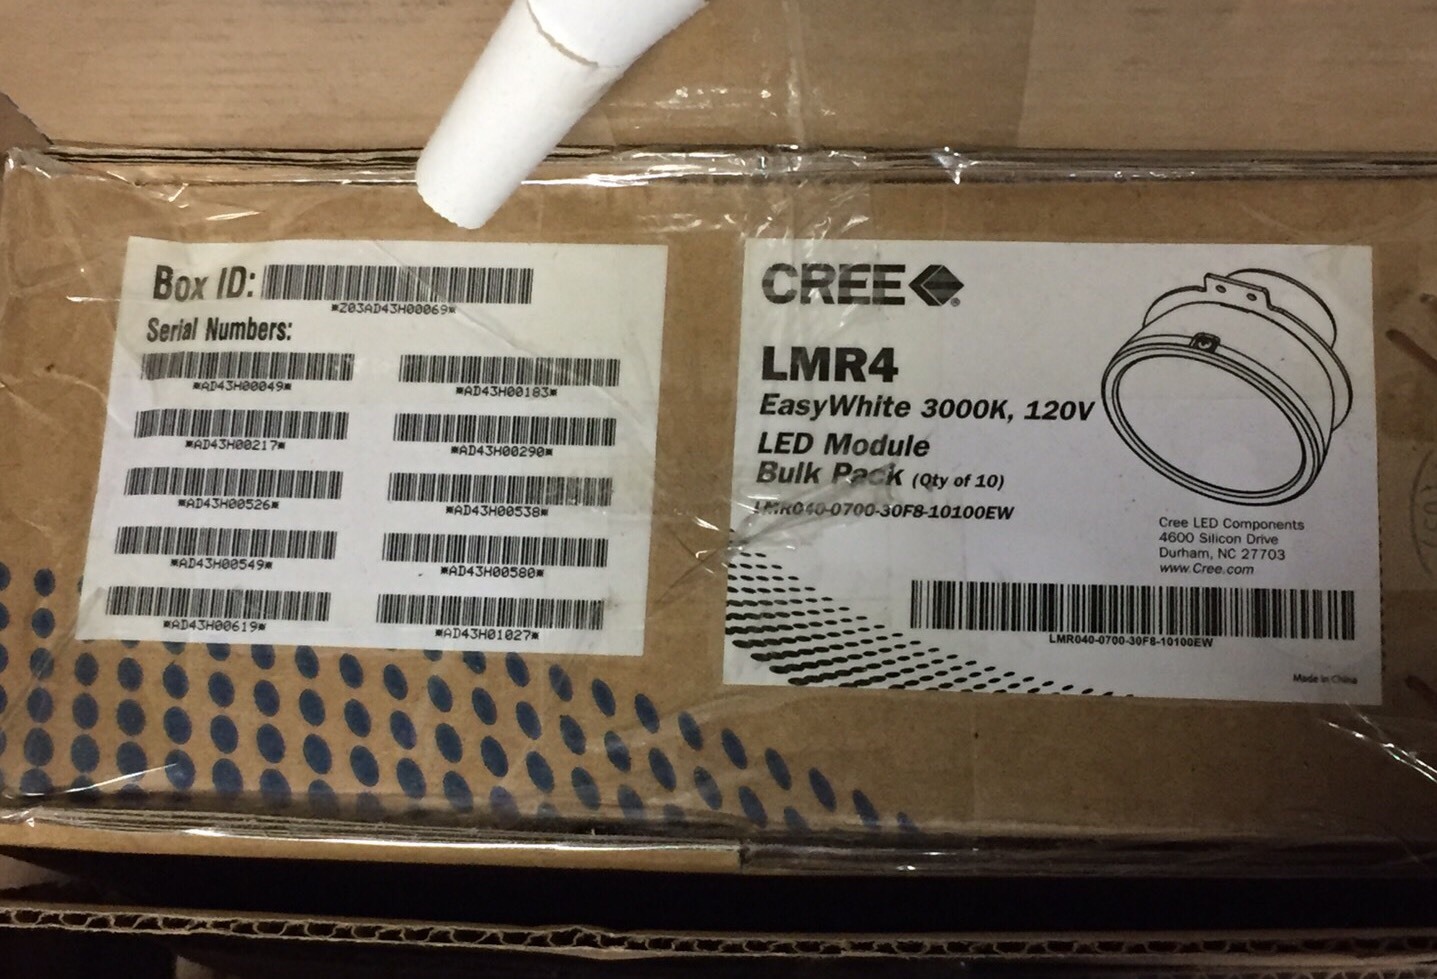 Box ID:
*Z03AD43H00069*
Serial Numbers:
*AD43H00049*
*AD43H00183*
*AD43H00217*
*AD43H00290*
*AD43H00526*
*AD43H00538*
*AD43H00549*
*AD43H00580*
*AD43H00619*
*AD43H01027*
CREE
LMR4
EasyWhite 3000K, 120V
LED Module
Bulk Pack (Qty of 10)
LMR040-0700-30F8-10100EW
Cree LED Components
4600 Silicon Drive
Durham, NC 27703
www.Cree.com
LMR040-0700-30F8-10100EW
Made in China